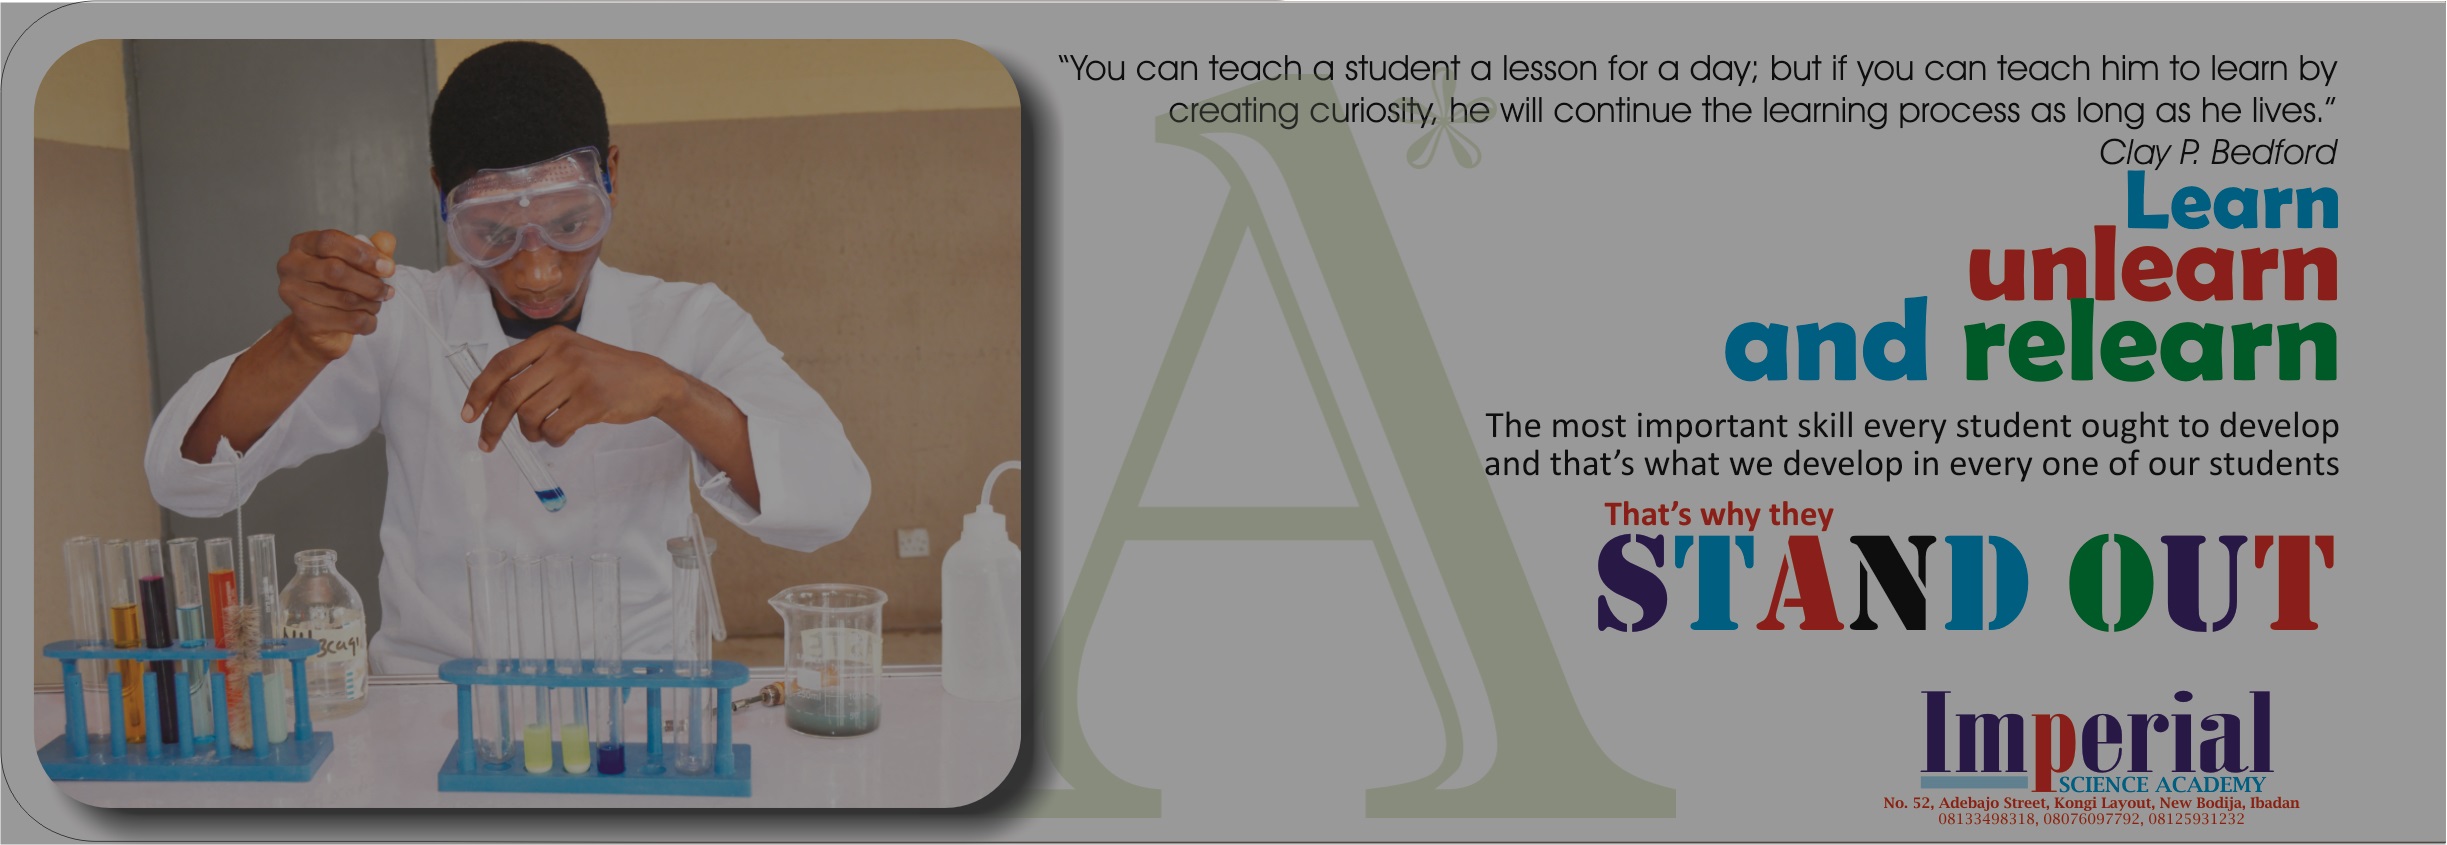 “You can teach a student a lesson for a day; but if you can teach him to learn by
creating curiosity, he will continue the learning process as long as he lives.”
Clay P. Bedford
A*
Learn
unlearn
and relearn
The most important skill every student ought to develop
and that’s what we develop in every one of our students
That’s why they
STAND OUT
Imperial
SCIENCE ACADEMY
No. 52, Adebajo Street, Kongi Layout, New Bodija, Ibadan
08133498318, 08076097792, 08125931232